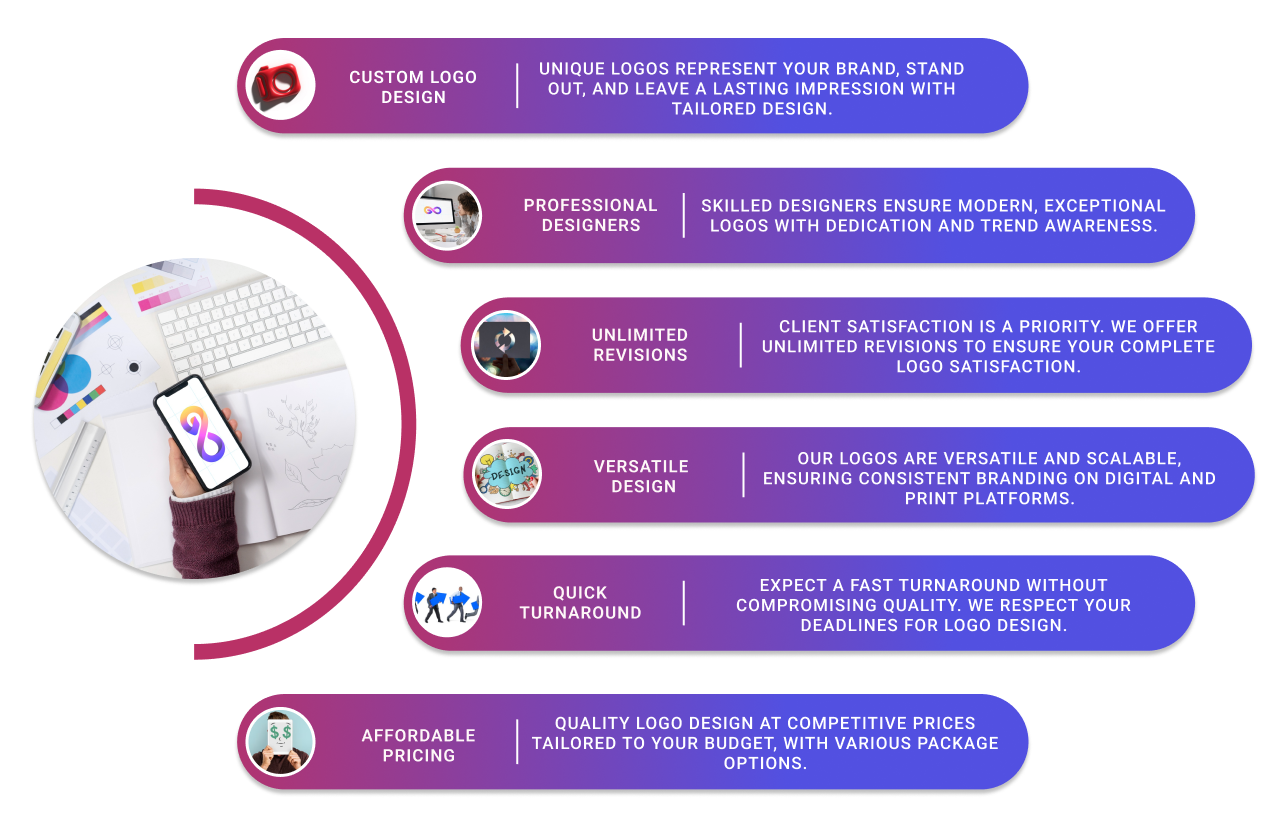 CUSTOM LOGO
DESIGN
UNIQUE LOGOS REPRESENT YOUR BRAND, STAND
OUT, AND LEAVE A LASTING IMPRESSION WITH
TAILORED DESIGN.
PROFESSIONAL
DESIGNERS
SKILLED DESIGNERS ENSURE MODERN, EXCEPTIONAL
LOGOS WITH DEDICATION AND TREND AWARENESS.
UNLIMITED
REVISIONS
CLIENT SATISFACTION IS A PRIORITY. WE OFFER
UNLIMITED REVISIONS TO ENSURE YOUR COMPLETE
LOGO SATISFACTION.
DESIGN
VERSATILE
DESIGN
OUR LOGOS ARE VERSATILE AND SCALABLE,
ENSURING CONSISTENT BRANDING ON DIGITAL AND
PRINT PLATFORMS.
QUICK
TURNAROUND
EXPECT A FAST TURNAROUND WITHOUT
COMPROMISING QUALITY. WE RESPECT YOUR
DEADLINES FOR LOGO DESIGN.
$ $
AFFORDABLE
PRICING
QUALITY LOGO DESIGN AT COMPETITIVE PRICES
TAILORED TO YOUR BUDGET, WITH VARIOUS PACKAGE
OPTIONS.